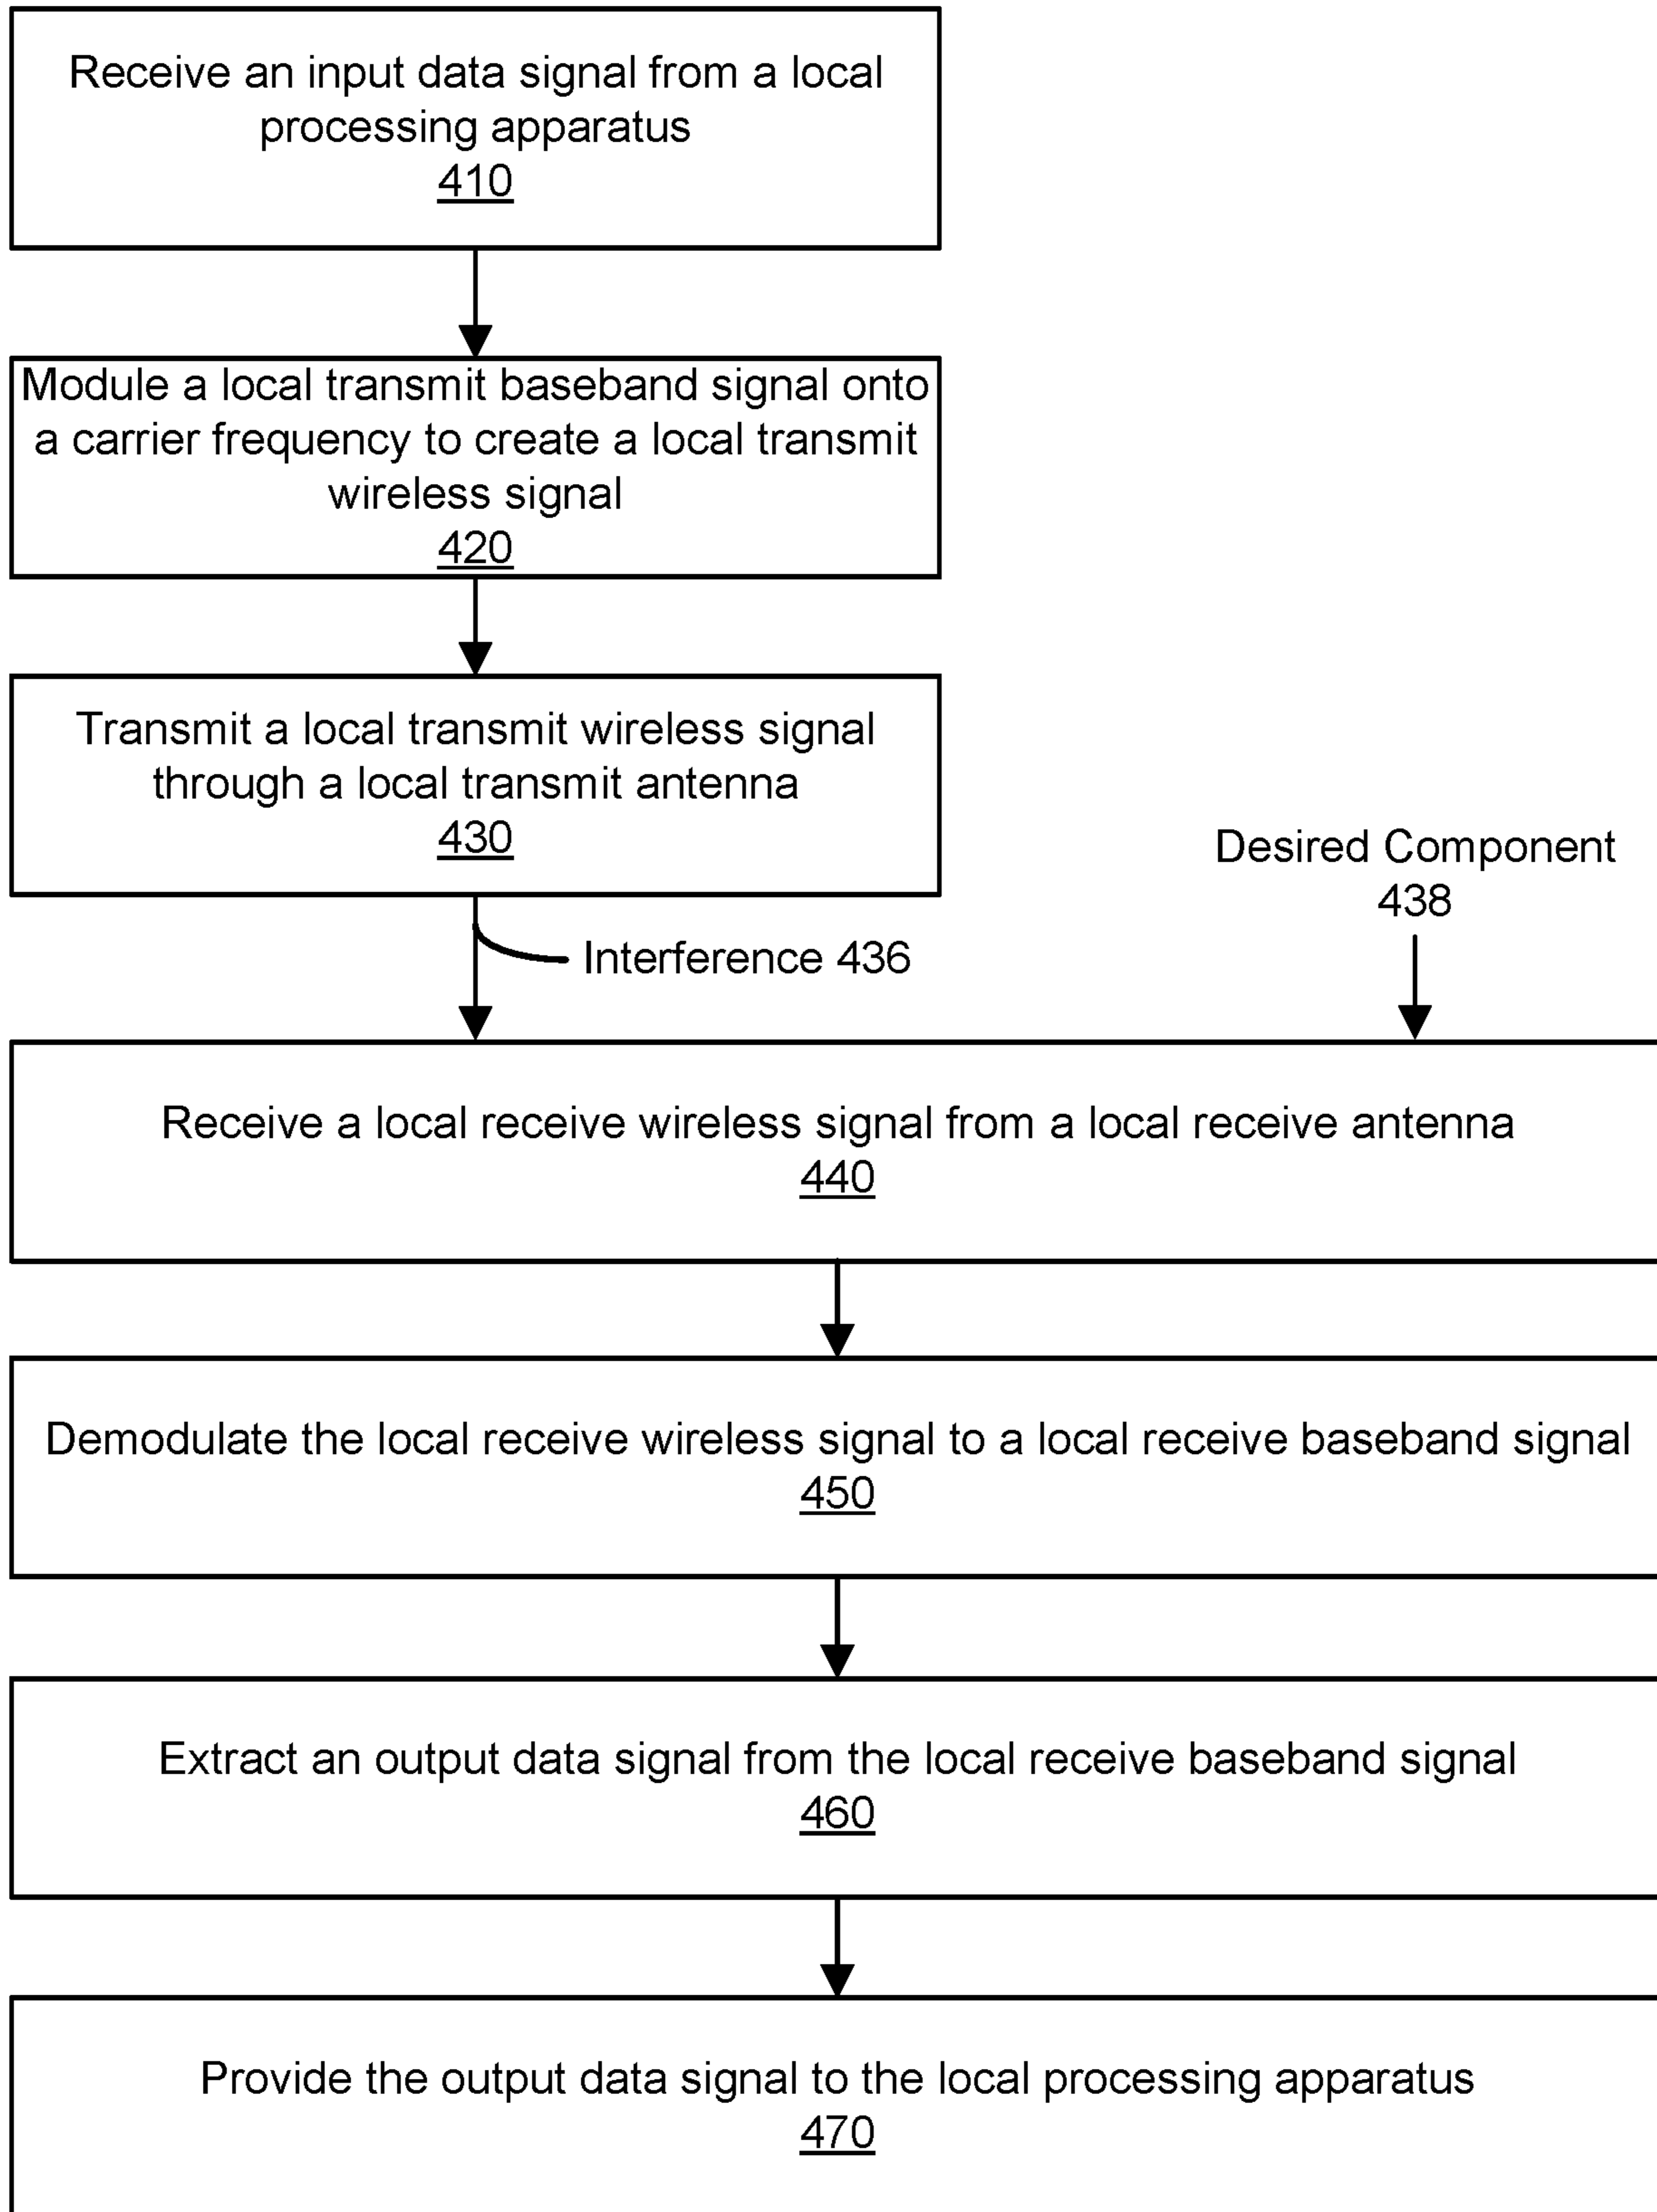 Receive an input data signal from a local
processing apparatus
410
Module a local transmit baseband signal onto
a carrier frequency to create a local transmit
wireless signal
420
Transmit a local transmit wireless signal
through a local transmit antenna
430
Desired Component
438
Interference 436
Receive a local receive wireless signal from a local receive antenna
440
Demodulate the local receive wireless signal to a local receive baseband signal
450
Extract an output data signal from the local receive baseband signal
460
Provide the output data signal to the local processing apparatus
470